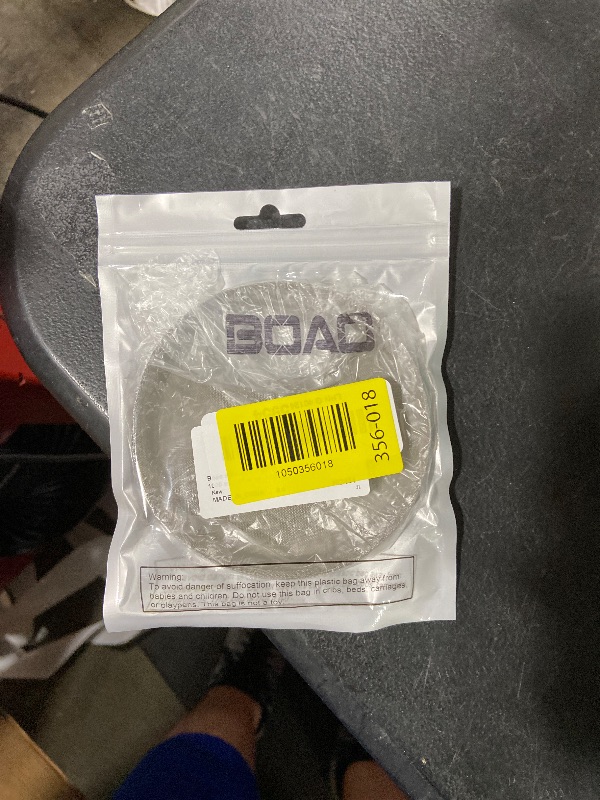 BOAO
1050356018
356-018
MADE
Warning:
To avoid danger of suffocation, keep this plastic bag away from
babies and children. Do not use this bag in cribs, beds, carriages
or playpens. This bag is not a toy.